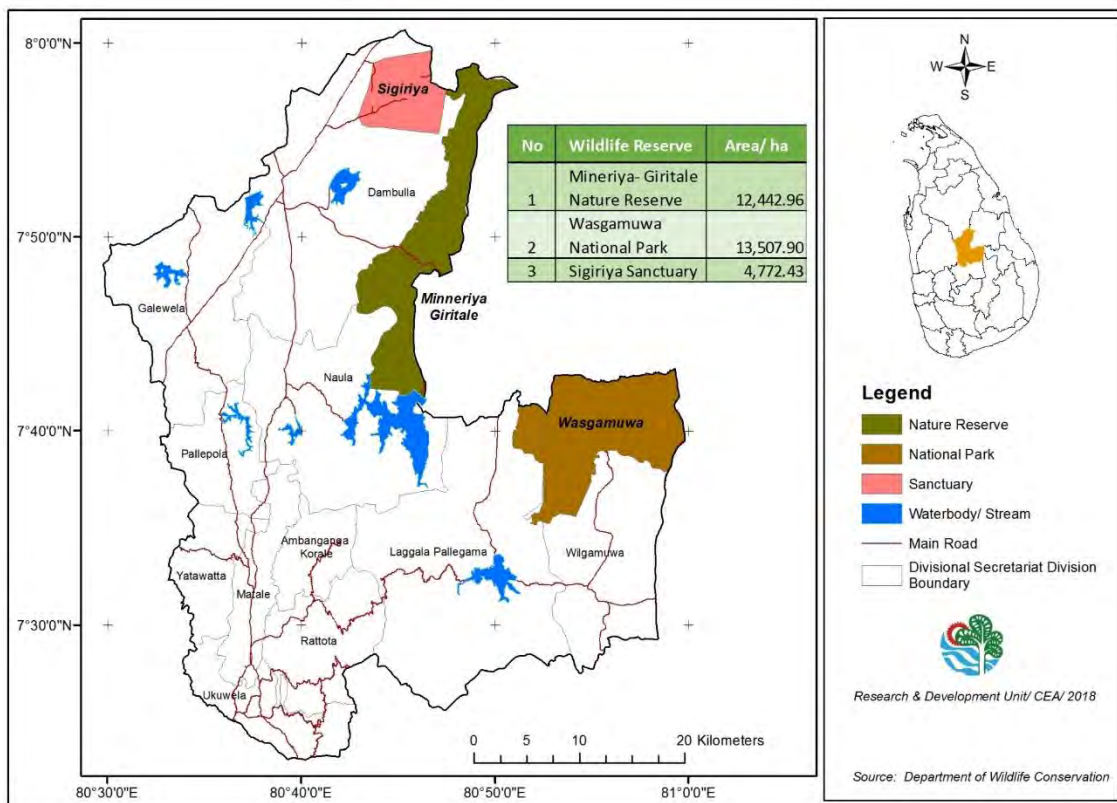 8°0'0"N
7°50'0"N
7°40'0"N
7°30'0"N
80°30'0"E
80°40'0"E
80°50'0"E
81°0'0"E
Sigiriya
Dambulla
Galewela
Minneriya
Giritale
Naula
Wasgamuwa
Pallepola
Ambanganga
Korale
Laggala Pallegama
Wilgamuwa
Yatawatta
Matale
Rattota
Ukuwela
No Wildlife Reserve Area/ ha
Mineriya- Giritale
1 Nature Reserve 12,442.96
Wasgamuwa
2 National Park 13,507.90
3 Sigiriya Sanctuary 4,772.43
0 5 10 20 Kilometers
N
W E
S
Legend
Nature Reserve
National Park
Sanctuary
Waterbody/ Stream
Main Road
Divisional Secretariat Division
Boundary
Research & Development Unit/ CEA/ 2018
Source: Department of Wildlife Conservation